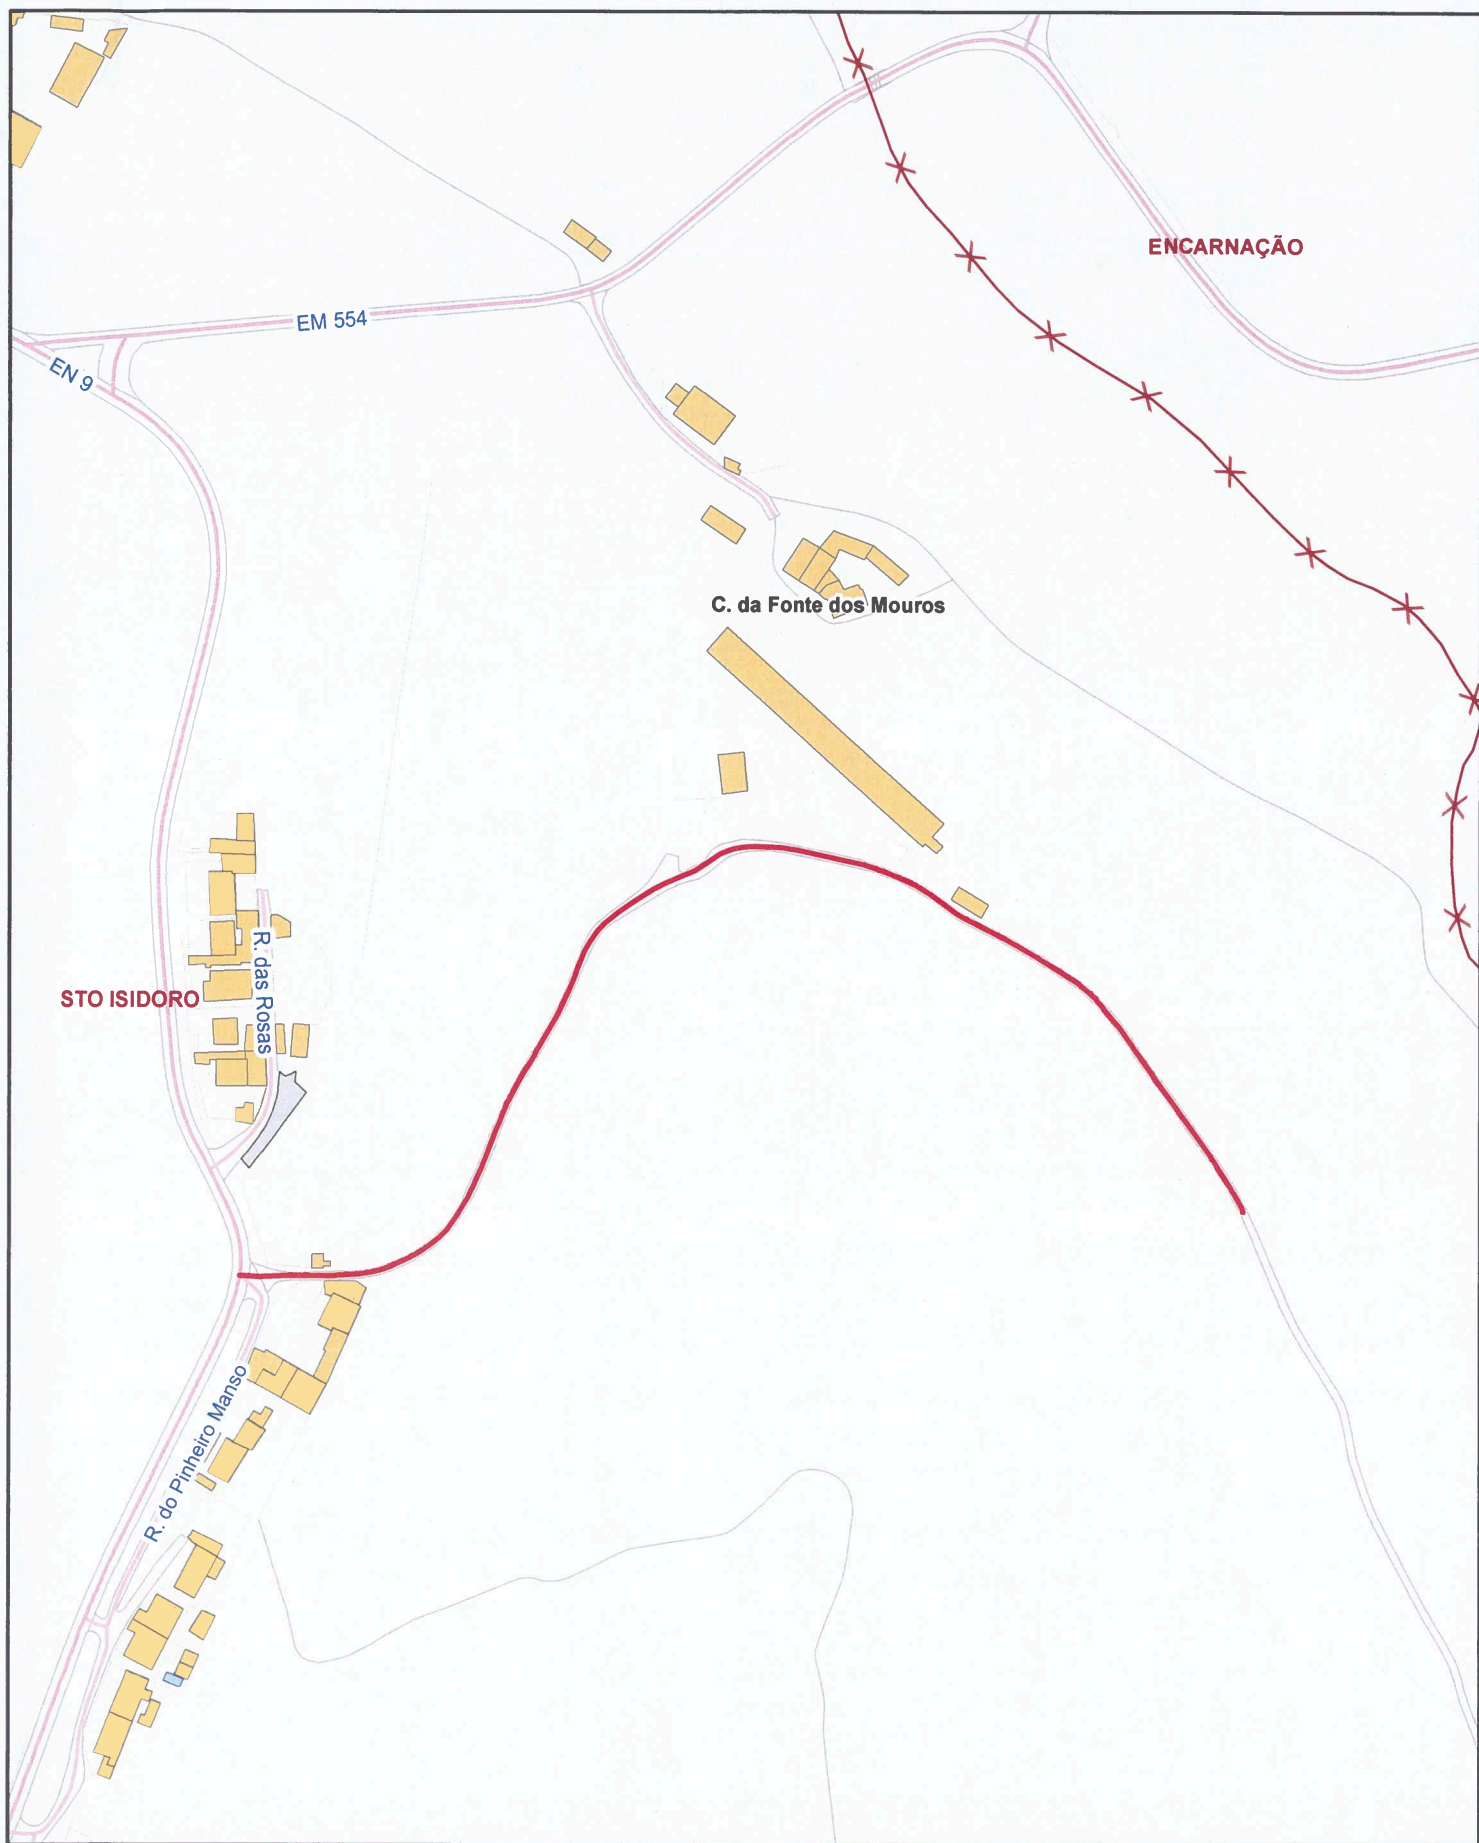 ENCARNAÇÃO
EM 554
EN 9
C. da Fonte dos Mouros
R. das Rosas
STO ISIDORO
R. do Pinheiro Manso